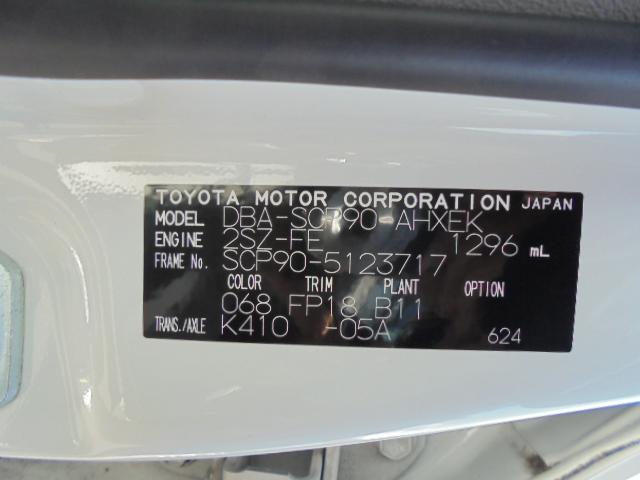 TOYOTA MOTOR CORPORATION JAPAN
MODEL DBA-SCP90-AHXEK
ENGINE 2SZ-FE 1296 mL
FRAME No. SCP90-5123717
COLOR TRIM PLANT OPTION
068 FP18 B11
TRANS./AXLE K410 -05A 624